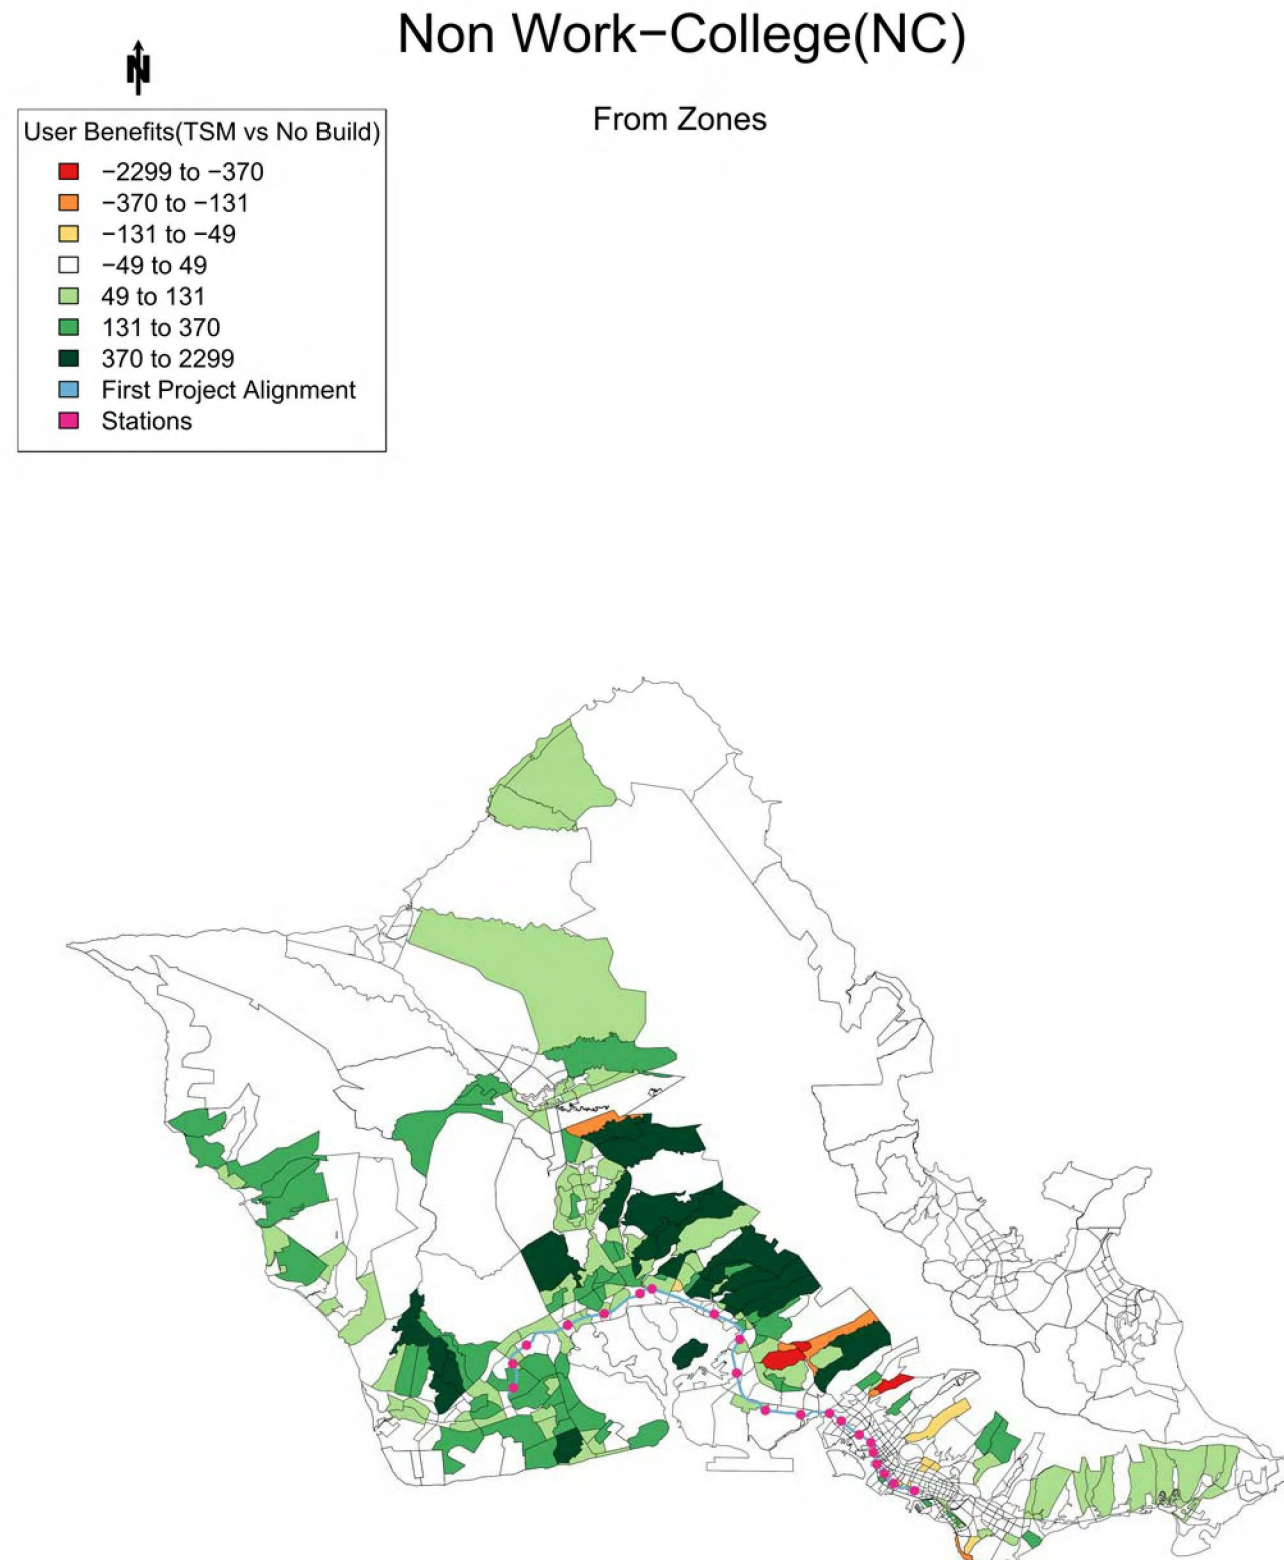 Non Work−College(NC)
N
From Zones
User Benefits(TSM vs No Build)
−2299 to −370
−370 to −131
−131 to −49
−49 to 49
49 to 131
131 to 370
370 to 2299
First Project Alignment
Stations